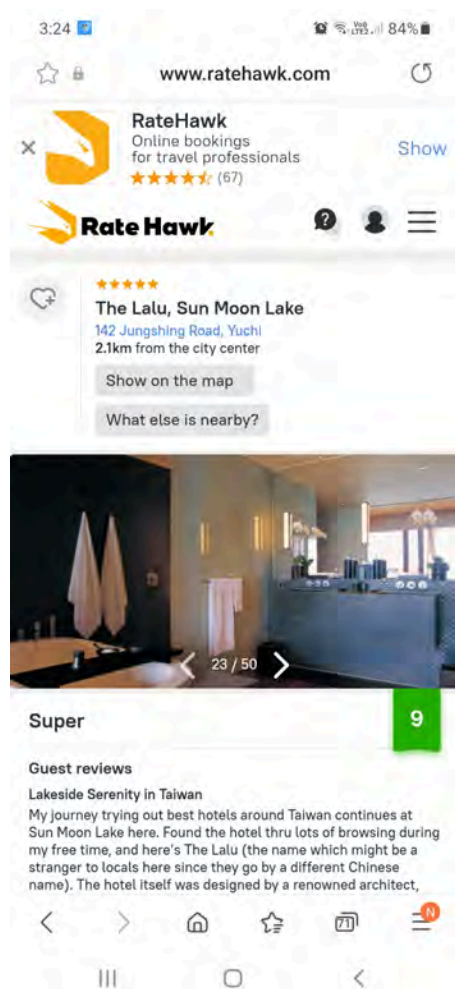 3:24
Vo))
LTE2
84%
www.ratehawk.com
RateHawk
Online bookings
for travel professionals
(67)
Show
Rate Hawk
?
The Lalu, Sun Moon Lake
142 Jungshing Road, Yuchi
2.1km from the city center
Show on the map
What else is nearby?
23 / 50
Super
9
Guest reviews
Lakeside Serenity in Taiwan
My journey trying out best hotels around Taiwan continues at
Sun Moon Lake here. Found the hotel thru lots of browsing during
my free time, and here's The Lalu (the name which might be a
stranger to locals here since they go by a different Chinese
name). The hotel itself was designed by a renowned architect,
71
N